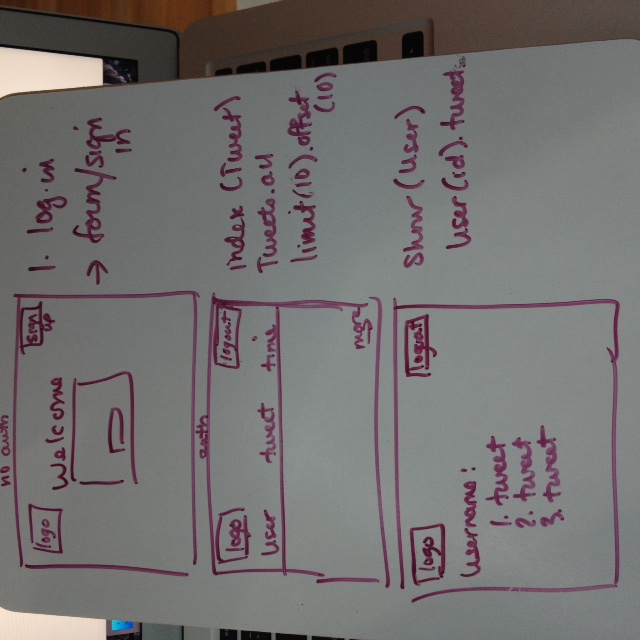 no auth
logo
sign up
Welcome
1. log in
→ form/sign in
auth
logo
logout
user tweet time
more
index (Tweet)
Tweets.all
limit(10).offset
(10)
logo
logout
username:
1. tweet
2. tweet
3. tweet
show (User)
user(id).tweets